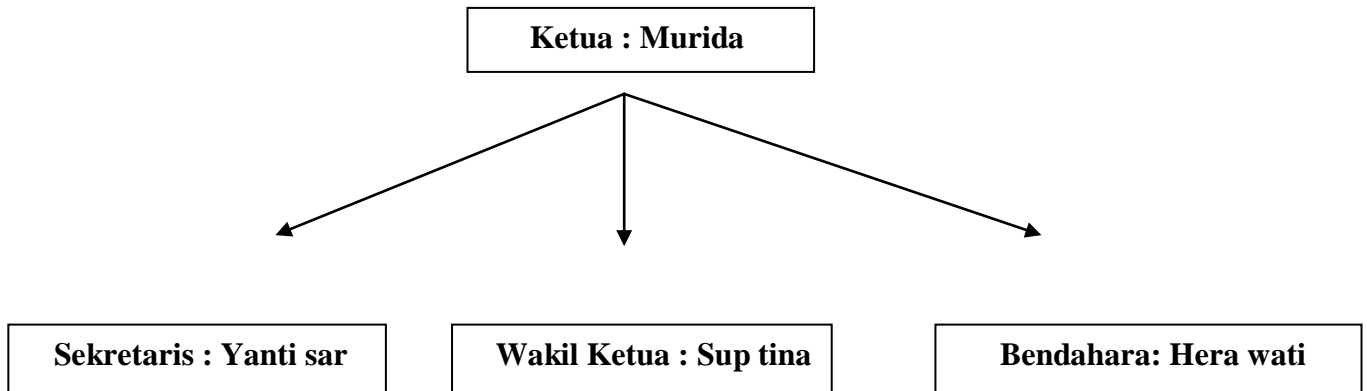 Ketua : Murida
Sekretaris : Yanti sar
Wakil Ketua : Sup tina
Bendahara: Hera wati